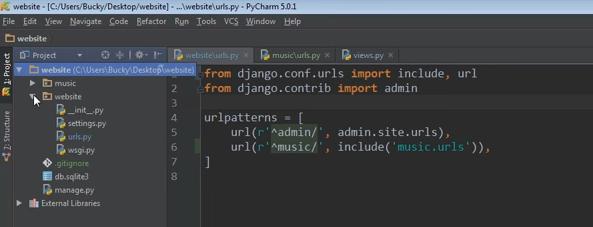 website - [C:/Users/Bucky/Desktop/website] - ...\website\urls.py - PyCharm 5.0.1
File Edit View Navigate Code Refactor Run Tools VCS Window Help
website
1: Project
7: Structure
Project
website (C:\Users\Bucky\Desktop\website)
music
website
__init__.py
settings.py
urls.py
wsgi.py
.gitignore
db.sqlite3
manage.py
External Libraries
website\urls.py music\urls.py views.py
from django.conf.urls import include, url
2 from django.contrib import admin
3
4 urlpatterns = [
5 url(r'^admin/', admin.site.urls),
6 url(r'^music/', include('music.urls')),
7 ]
8